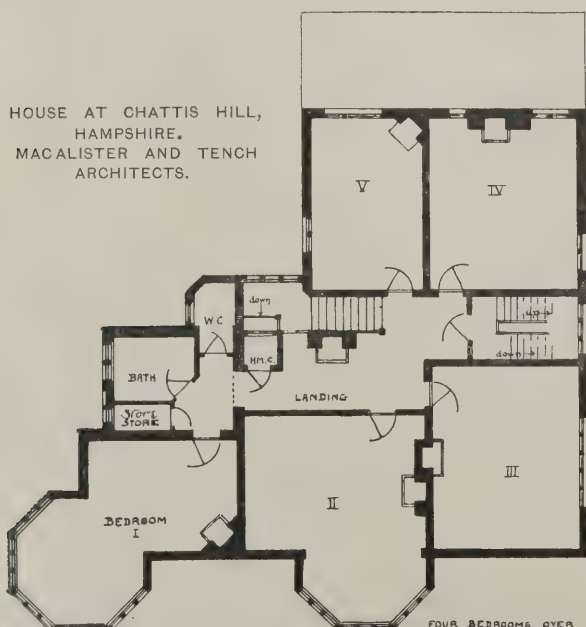 HOUSE AT CHATTIS HILL,
HAMPSHIRE.
MACALISTER AND TENCH
ARCHITECTS.
V
IV
down
W C
H.M.C.
up
down
BATH
LANDING
STORE
BEDROOM
I
II
III
FOUR BEDROOMS OVER